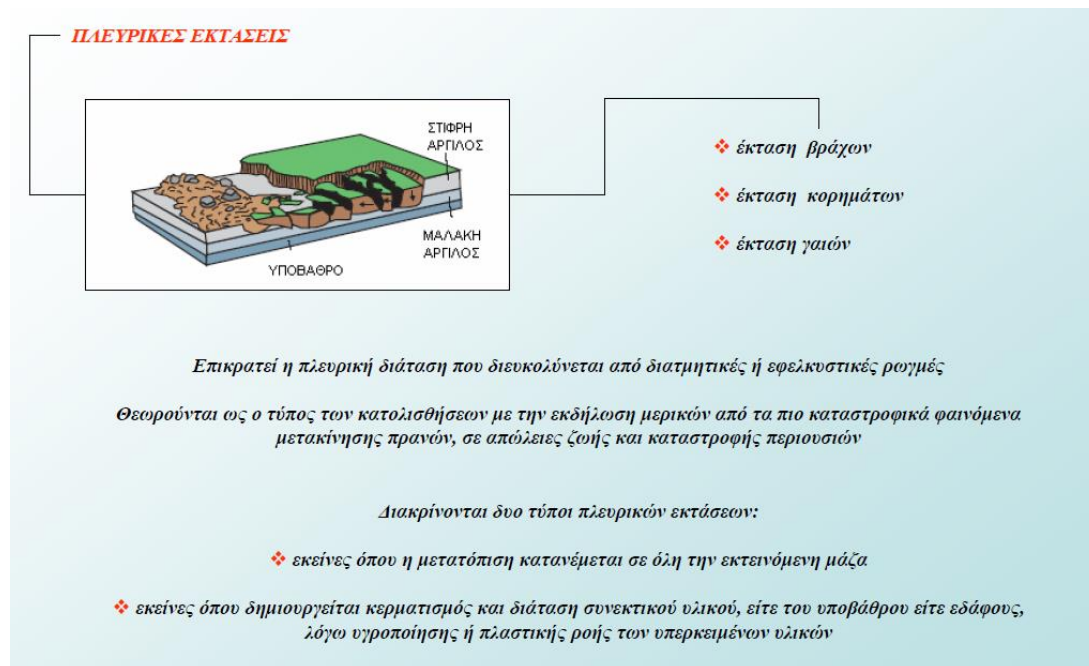 ΠΛΕΥΡΙΚΕΣ ΕΚΤΑΣΕΙΣ
ΣΤΙΦΡΗ
ΑΡΓΙΛΟΣ
ΜΑΛΑΚΗ
ΑΡΓΙΛΟΣ
ΥΠΟΒΑΘΡΟ
❖ έκταση βράχων
❖ έκταση κορημάτων
❖ έκταση γαιών
Επικρατεί η πλευρική διάταση που διευκολύνεται από διατμητικές ή εφελκυστικές ρωγμές
Θεωρούνται ως ο τύπος των κατολισθήσεων με την εκδήλωση μερικών από τα πιο καταστροφικά φαινόμενα
μετακίνησης πρανών, σε απώλειες ζωής και καταστροφής περιουσιών
Διακρίνονται δυο τύποι πλευρικών εκτάσεων:
❖ εκείνες όπου η μετατόπιση κατανέμεται σε όλη την εκτεινόμενη μάζα
❖ εκείνες όπου δημιουργείται κερματισμός και διάταση συνεκτικού υλικού, είτε του υποβάθρου είτε εδάφους,
λόγω υγροποίησης ή πλαστικής ροής των υπερκειμένων υλικών